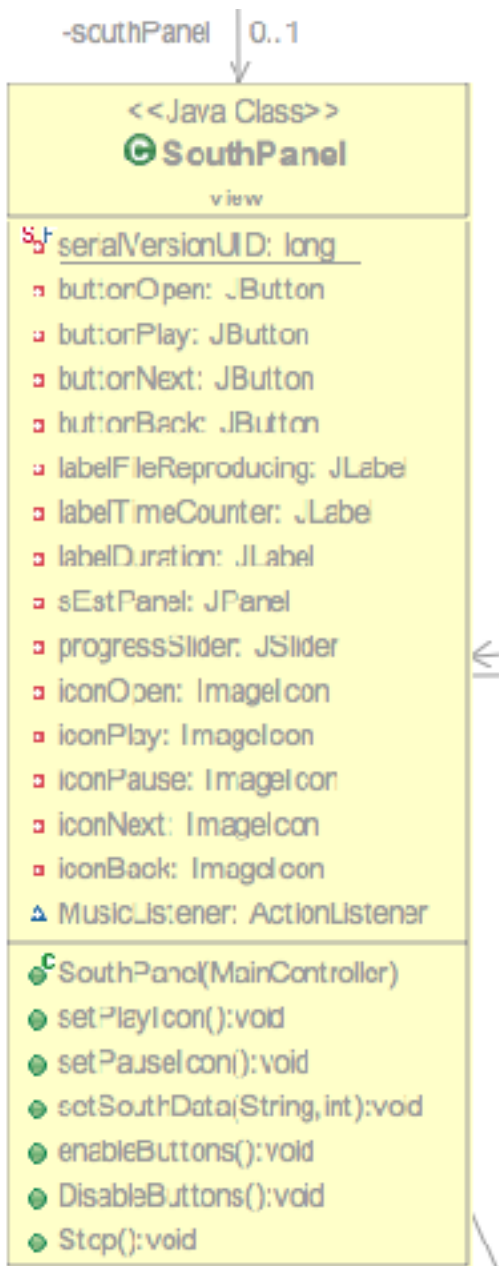 -southPanel 0..1
<<Java Class>>
C SouthPanel
view
S F serialVersionUID: long
buttonOpen: JButton
buttonPlay: JButton
buttonNext: JButton
buttonBack: JButton
labelFileReproducing: JLabel
labelTimeCounter: JLabel
labelDuration: JLabel
sEstPanel: JPanel
progressSlider: JSlider
iconOpen: ImageIcon
iconPlay: ImageIcon
iconPause: ImageIcon
iconNext: ImageIcon
iconBack: ImageIcon
MusicListener: ActionListener
C SouthPanel(MainController)
setPlayIcon():void
setPauseIcon():void
setSouthData(String,int):void
enableButtons():void
DisableButtons():void
Stop():void